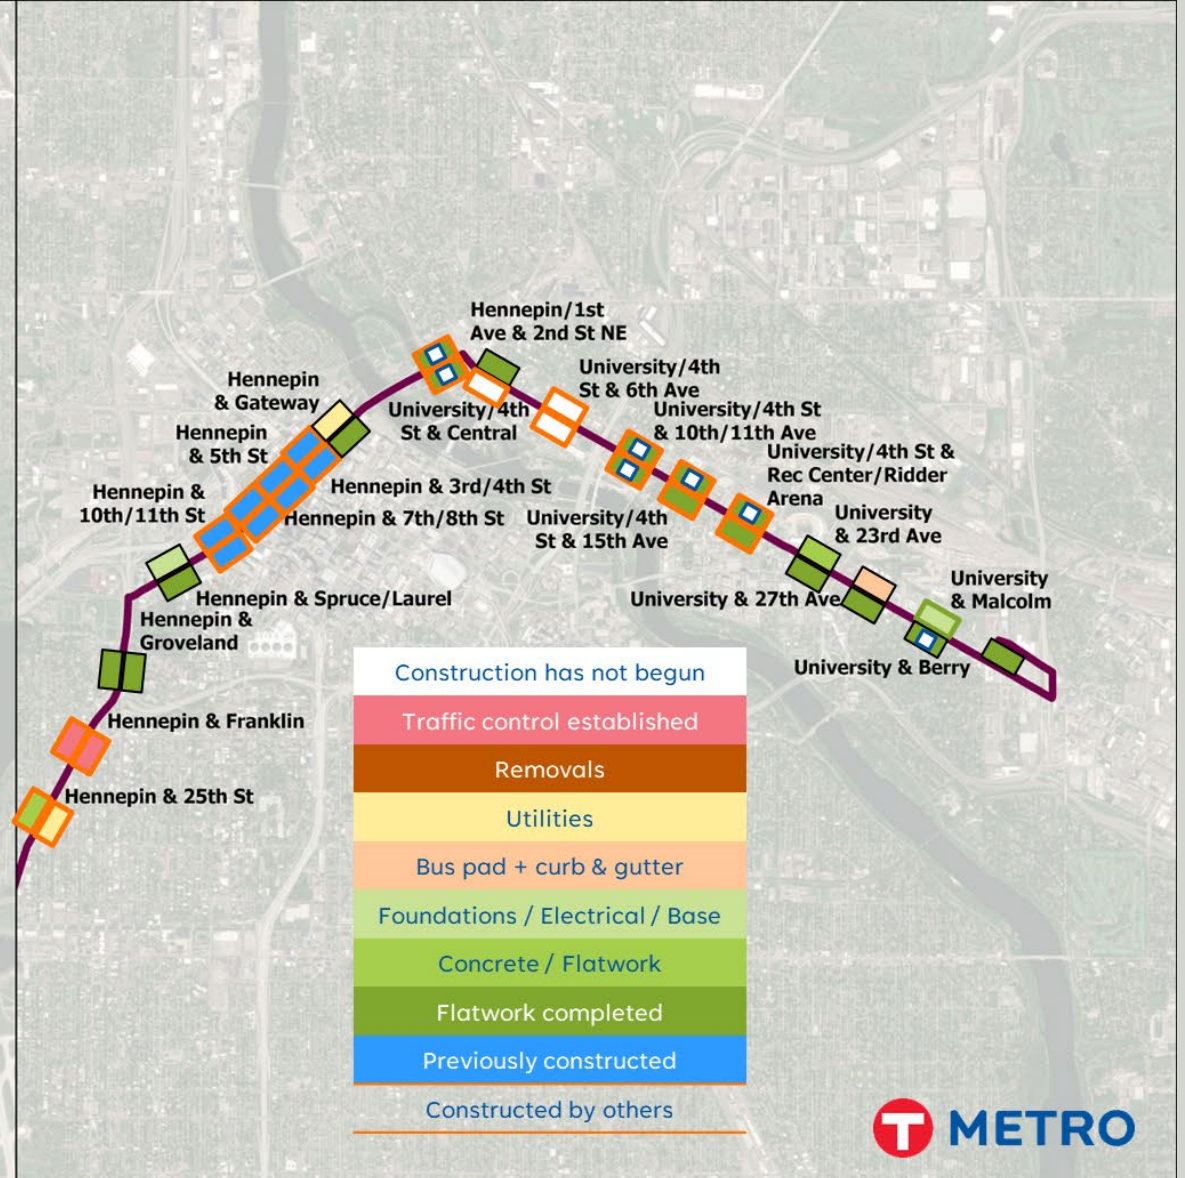 Hennepin/1st
Ave & 2nd St NE
University/4th
St & 6th Ave
Hennepin
& Gateway
University/4th
St & Central
University/4th St
& 10th/11th Ave
Hennepin
& 5th St
University/4th St &
Rec Center/Ridder
Arena
Hennepin & 3rd/4th St
Hennepin &
10th/11th St
Hennepin & 7th/8th St
University/4th
St & 15th Ave
University
& 23rd Ave
University
& Malcolm
Hennepin & Spruce/Laurel
University & 27th Ave
Hennepin &
Groveland
University & Berry
Hennepin & Franklin
Hennepin & 25th St
Construction has not begun
Traffic control established
Removals
Utilities
Bus pad + curb & gutter
Foundations / Electrical / Base
Concrete / Flatwork
Flatwork completed
Previously constructed
Constructed by others
T METRO